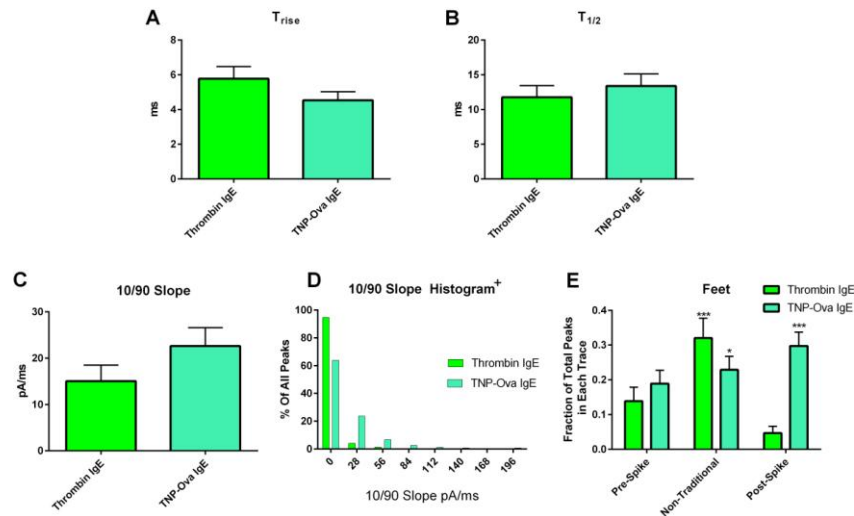 A
T rise
ms
8
6
4
2
0
Thrombin IgE
TNP-Ova IgE
B
T 1/2
ms
20
15
10
5
0
Thrombin IgE
TNP-Ova IgE
C
10/90 Slope
pA/ms
30
20
10
0
Thrombin IgE
TNP-Ova IgE
D
10/90 Slope Histogram+
% Of All Peaks
100
80
60
40
20
0
Thrombin IgE
TNP-Ova IgE
0
28
56
84
112
140
168
196
10/90 Slope pA/ms
E
Feet
Thrombin IgE
TNP-Ova IgE
Fraction of Total Peaks
in Each Trace
0.4
0.3
0.2
0.1
0.0
***
*
***
Pre-Spike
Non-Traditional
Post-Spike